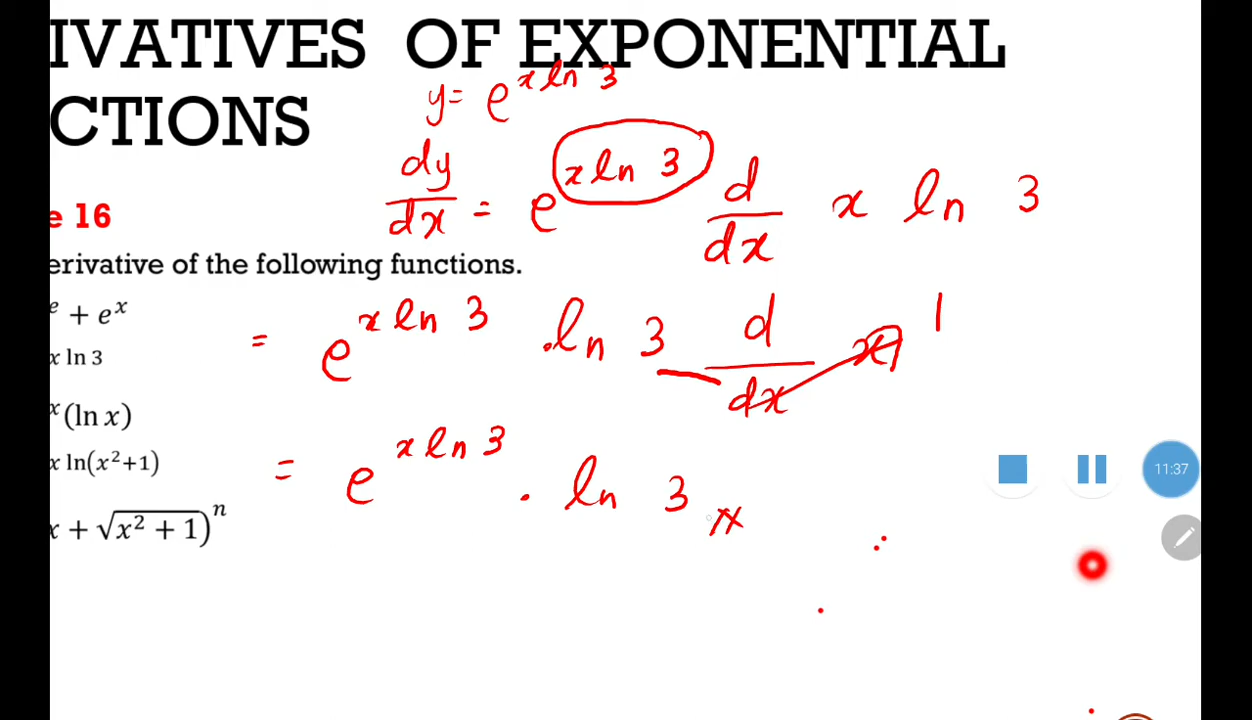 IVATIVES OF EXPONENTIAL
y= e^{x ln 3}
CTIONS
dy/dx = e^{x ln 3} d/dx x ln 3
e 16
erivative of the following functions.
e + e^x
= e^{x ln 3} . ln 3 d/dx x 1
x ln 3
x (ln x)
= e^{x ln 3} . ln 3
x ln(x²+1)
x + √x² + 1)^n
11:37